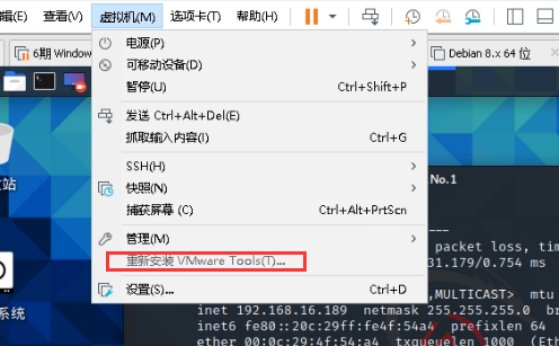 编辑(E) 查看(V) 虚拟机(M) 选项卡(T) 帮助(H)
6期 Window
Debian 8.x 64 位
电源(P)
可移动设备(D)
暂停(U) Ctrl+Shift+P
发送 Ctrl+Alt+Del(E)
抓取输入内容(I) Ctrl+G
SSH(H)
快照(N)
捕获屏幕 (C) Ctrl+Alt+PrtScn
管理(M)
重新安装 VMware Tools(T)...
设置(S)... Ctrl+D
站
系统
No.1
---
packet loss, tim
31.179/0.754 ms
,MULTICAST> mtu
inet 192.168.16.189 netmask 255.255.255.0 br
inet6 fe80::20c:29ff:fe4f:54a4 prefixlen 64
ether 00:0c:29:4f:54:a4 txqueuelen 1000 (Et